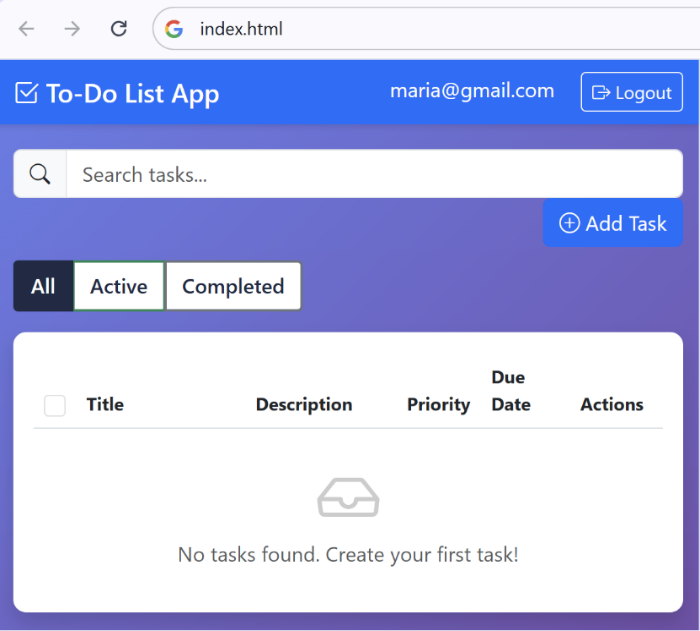 index.html
To-Do List App
maria@gmail.com
Logout
Search tasks...
Add Task
All
Active
Completed
Title
Description
Priority
Due
Date
Actions
No tasks found. Create your first task!